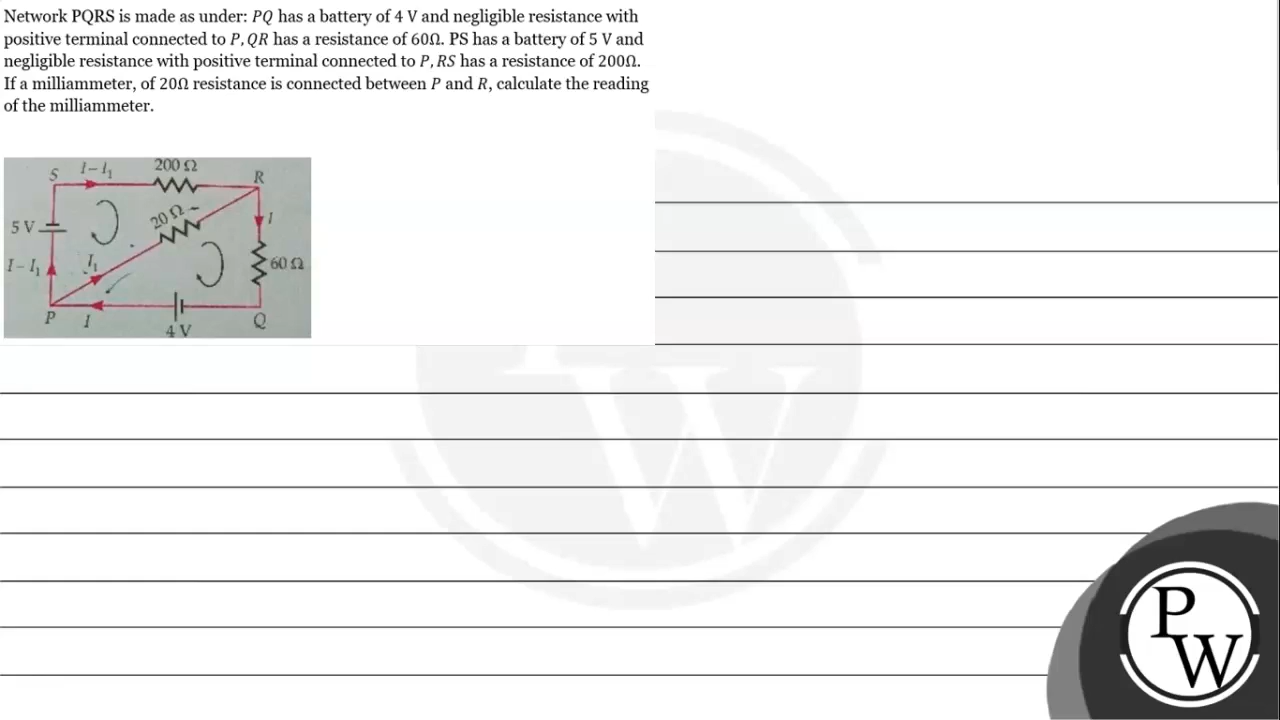 Network PQRS is made as under: PQ has a battery of 4 V and negligible resistance with
positive terminal connected to P, QR has a resistance of 60Ω. PS has a battery of 5 V and
negligible resistance with positive terminal connected to P, RS has a resistance of 200Ω.
If a milliammeter, of 20Ω resistance is connected between P and R, calculate the reading
of the milliammeter.
S I–I₁ 200 Ω R
5 V 20 Ω I
I–I₁ I₁ 60 Ω
P I 4 V Q
W
P
W